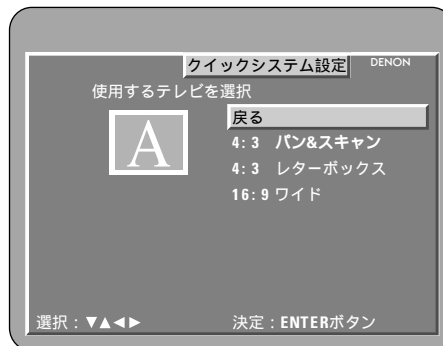 クイックシステム設定 DENON
使用するテレビを選択
A
戻る
4:3 パン&スキャン
4:3 レターボックス
16:9 ワイド
選択：▼▲◀▶ 決定：ENTERボタン